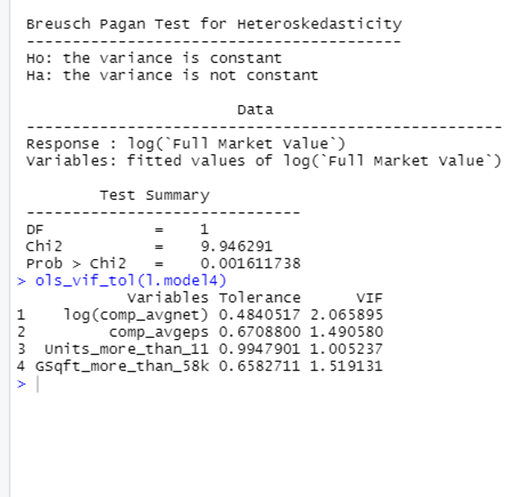 Breusch Pagan Test for Heteroskedasticity
-----------------------------------------
Ho: the variance is constant
Ha: the variance is not constant
Data
----------------------------------------------------
Response : log(`Full Market Value`)
Variables: fitted values of log(`Full Market Value`)
Test Summary
------------------------------
DF = 1
Chi2 = 9.946291
Prob > Chi2 = 0.001611738
> ols_vif_tol(l.model4)
Variables Tolerance VIF
1 log(comp_avgnet) 0.4840517 2.065895
2 comp_avgeps 0.6708800 1.490580
3 Units_more_than_11 0.9947901 1.005237
4 GSqft_more_than_58k 0.6582711 1.519131
>